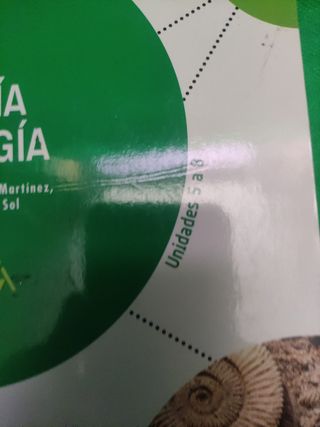 ÍA
GÍA
Martínez,
Sol
Unidades 5 a 8